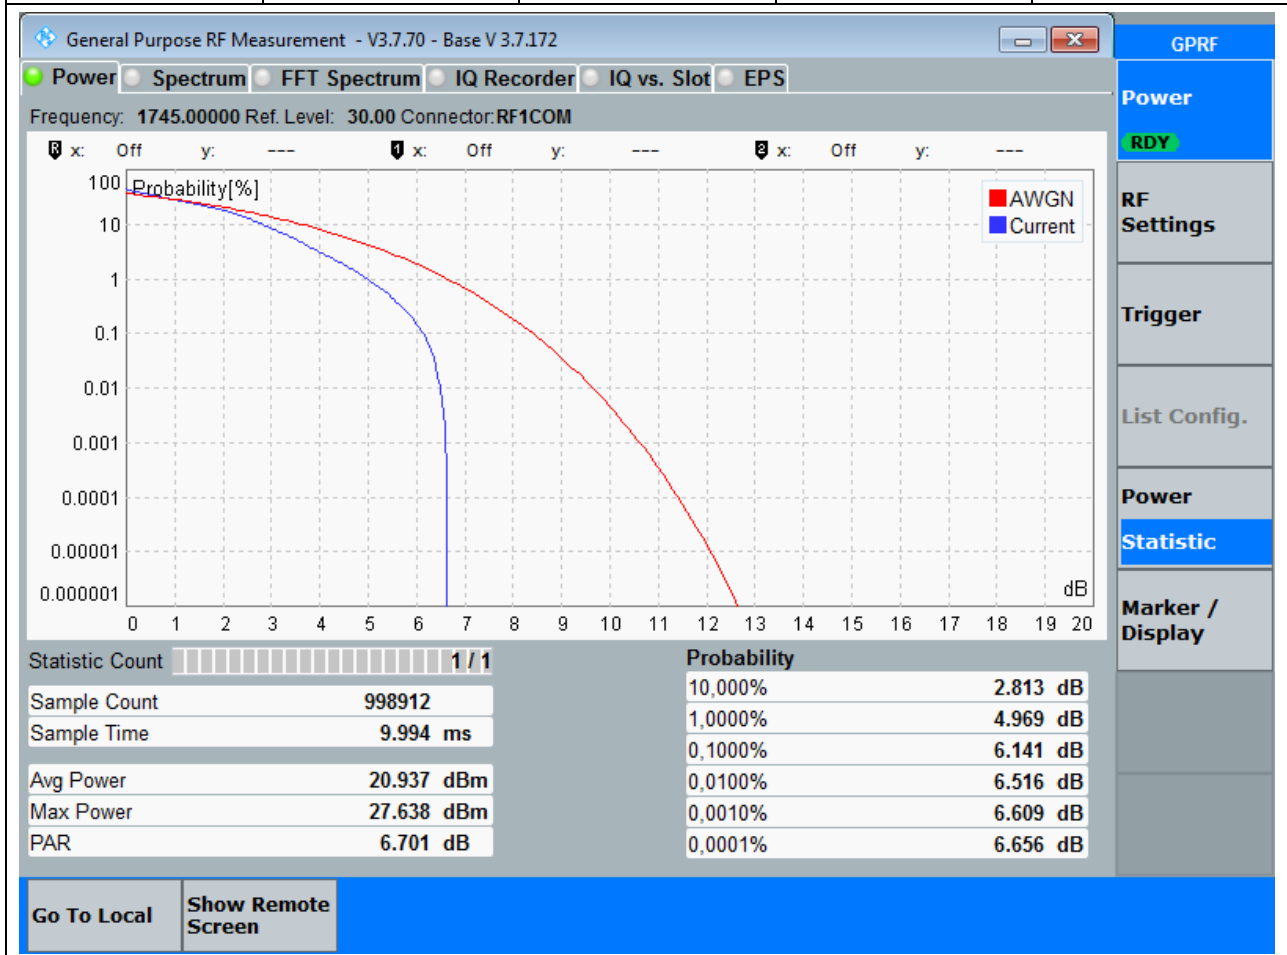 General Purpose RF Measurement - V3.7.70 - Base V 3.7.172
GPRF
Power Spectrum FFT Spectrum IQ Recorder IQ vs. Slot EPS
Frequency: 1745.00000 Ref. Level: 30.00 Connector:RF1COM
R x: Off y: --- 1 x: Off y: --- 2 x: Off y: ---
Probability[%]
AWGN
Current
100
10
1
0.1
0.01
0.001
0.0001
0.00001
0.000001
dB
0 1 2 3 4 5 6 7 8 9 10 11 12 13 14 15 16 17 18 19 20
Statistic Count 1 / 1
Sample Count 998912
Sample Time 9.994 ms
Avg Power 20.937 dBm
Max Power 27.638 dBm
PAR 6.701 dB
Probability
10,000% 2.813 dB
1,0000% 4.969 dB
0,1000% 6.141 dB
0,0100% 6.516 dB
0,0010% 6.609 dB
0,0001% 6.656 dB
Power
RDY
RF
Settings
Trigger
List Config.
Power
Statistic
Marker /
Display
Go To Local
Show Remote
Screen